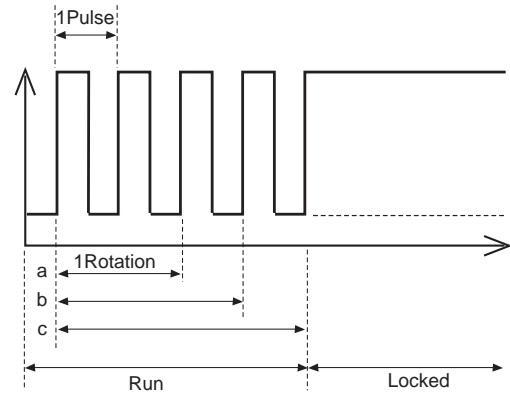 1Pulse
a
1Rotation
b
c
Run
Locked